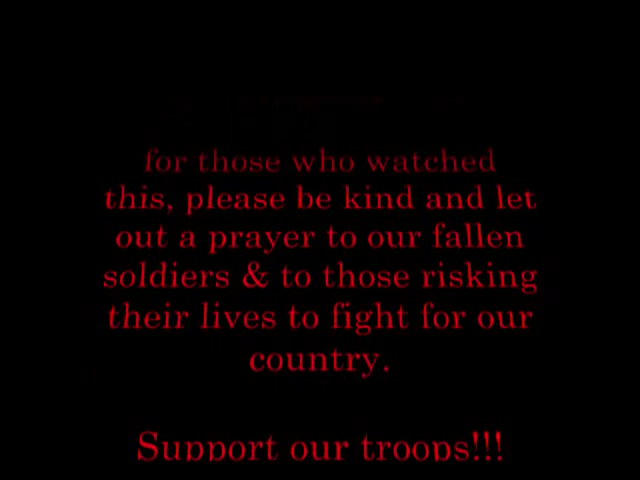 for those who watched
this, please be kind and let
out a prayer to our fallen
soldiers & to those risking
their lives to fight for our
country.
Support our troops!!!